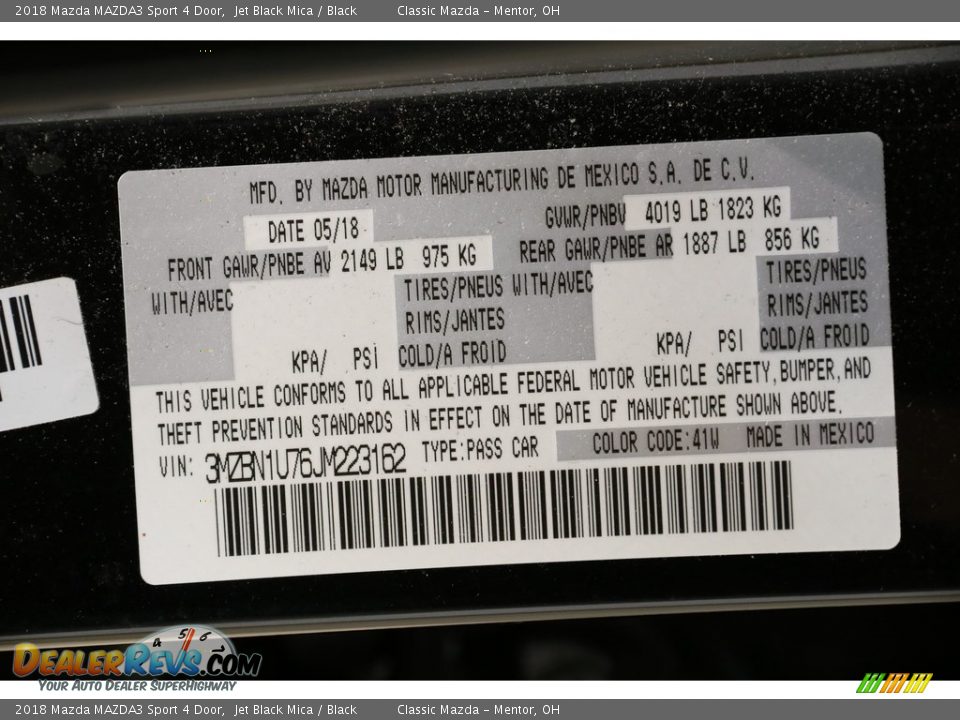 2018 Mazda MAZDA3 Sport 4 Door, Jet Black Mica / Black Classic Mazda – Mentor, OH
MFD. BY MAZDA MOTOR MANUFACTURING DE MEXICO S.A. DE C.V.
DATE 05/18 GVWR/PNBV 4019 LB 1823 KG
FRONT GAWR/PNBE AV 2149 LB 975 KG REAR GAWR/PNBE AR 1887 LB 856 KG
WITH/AVEC TIRES/PNEUS WITH/AVEC TIRES/PNEUS
RIMS/JANTES RIMS/JANTES
KPA/ PSI COLD/A FROID KPA/ PSI COLD/A FROID
THIS VEHICLE CONFORMS TO ALL APPLICABLE FEDERAL MOTOR VEHICLE SAFETY, BUMPER, AND
THEFT PREVENTION STANDARDS IN EFFECT ON THE DATE OF MANUFACTURE SHOWN ABOVE.
VIN: 3MZBN1U76JM223162 TYPE:PASS CAR COLOR CODE:41W MADE IN MEXICO
4 5 6
DEALERREVS.COM
YOUR AUTO DEALER SUPERHIGHWAY
2018 Mazda MAZDA3 Sport 4 Door, Jet Black Mica / Black Classic Mazda – Mentor, OH